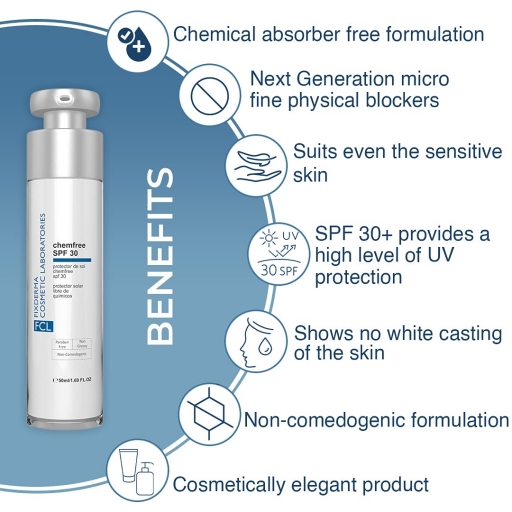 Chemical absorber free formulation
Next Generation micro
fine physical blockers
Suits even the sensitive
skin
UV
30 SPF
SPF 30+ provides a
high level of UV
protection
Shows no white casting
of the skin
Non-comedogenic formulation
Cosmetically elegant product
BENEFITS
FIXDERMA
COSMETIC LABORATORIES
FCL
chemfree
SPF 30
protector de sol
chemfree
spf 30
protector solar
libre de
químicos
Paraben
Free
Non
Greasy
Non-Comedogenic
50ml/1.69 FL.OZ